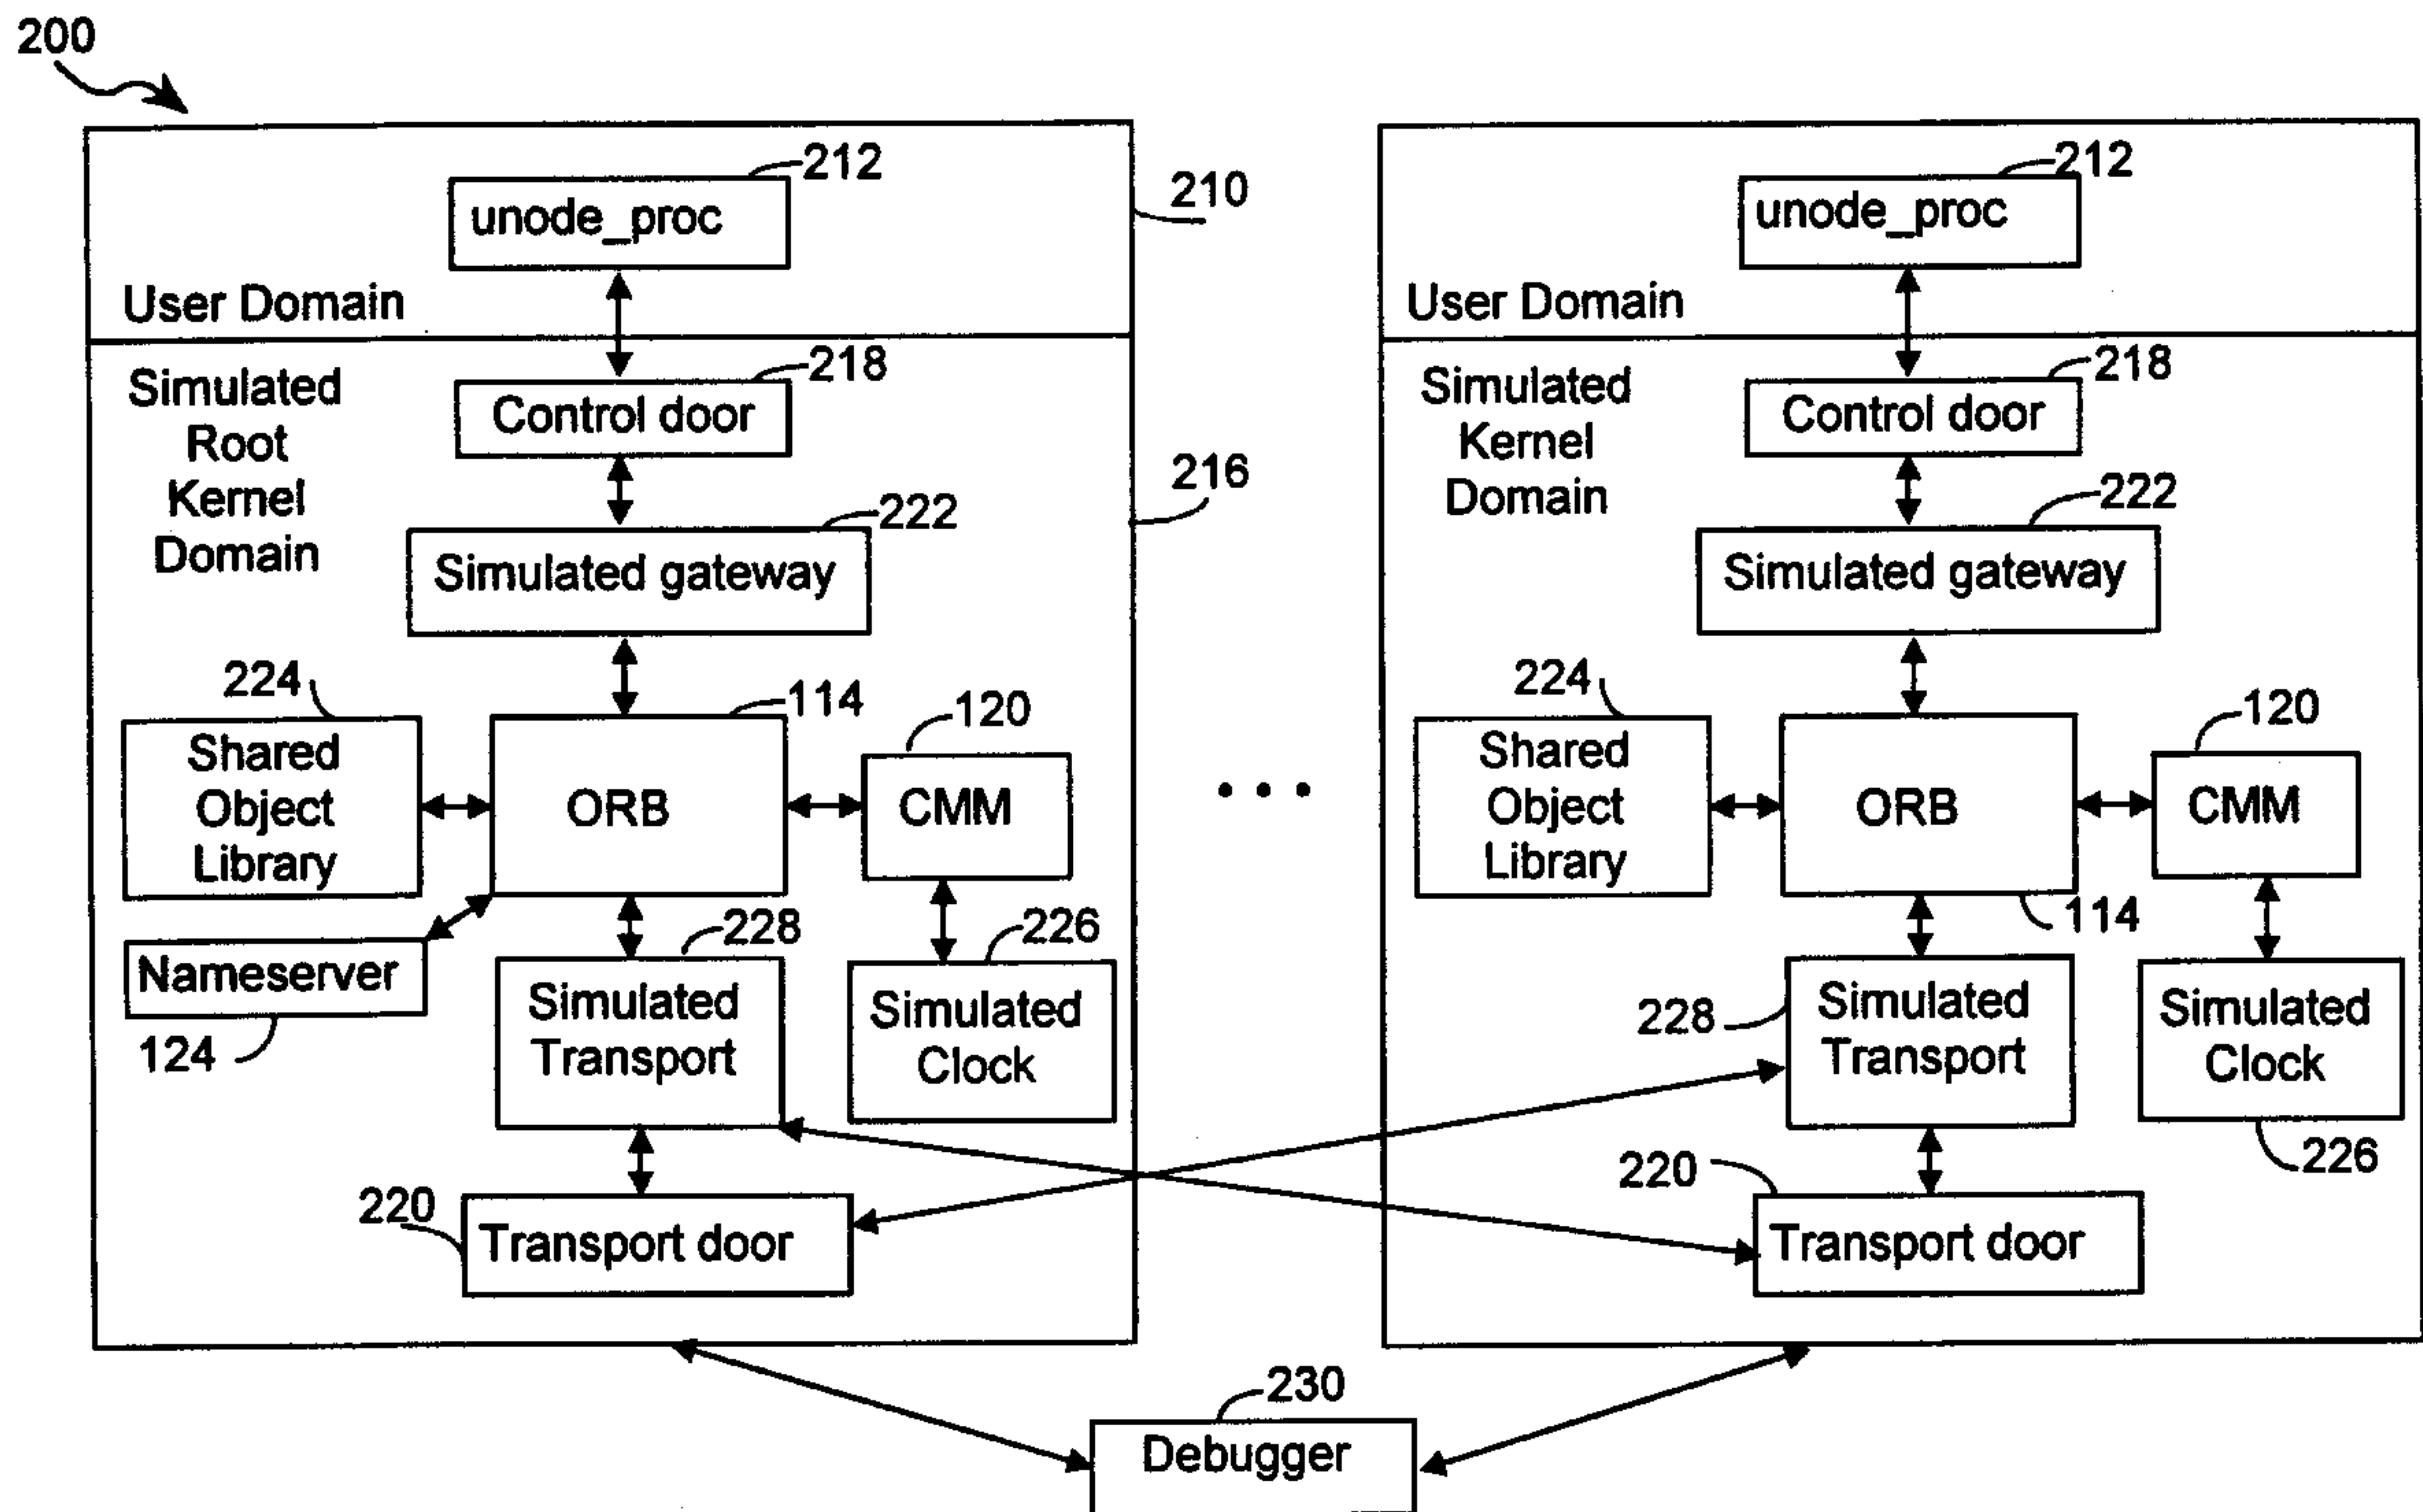 200
212
unode_proc
210
User Domain
Simulated
Root
Kernel
Domain
218
Control door
216
222
Simulated gateway
224
114
120
Shared
Object
Library
ORB
CMM
Nameserver
124
228
226
Simulated
Transport
Simulated
Clock
220
Transport door
...
212
unode_proc
User Domain
Simulated
Kernel
Domain
218
Control door
222
Simulated gateway
224
120
Shared
Object
Library
ORB
CMM
114
228
Simulated
Transport
Simulated
Clock
226
220
Transport door
230
Debugger